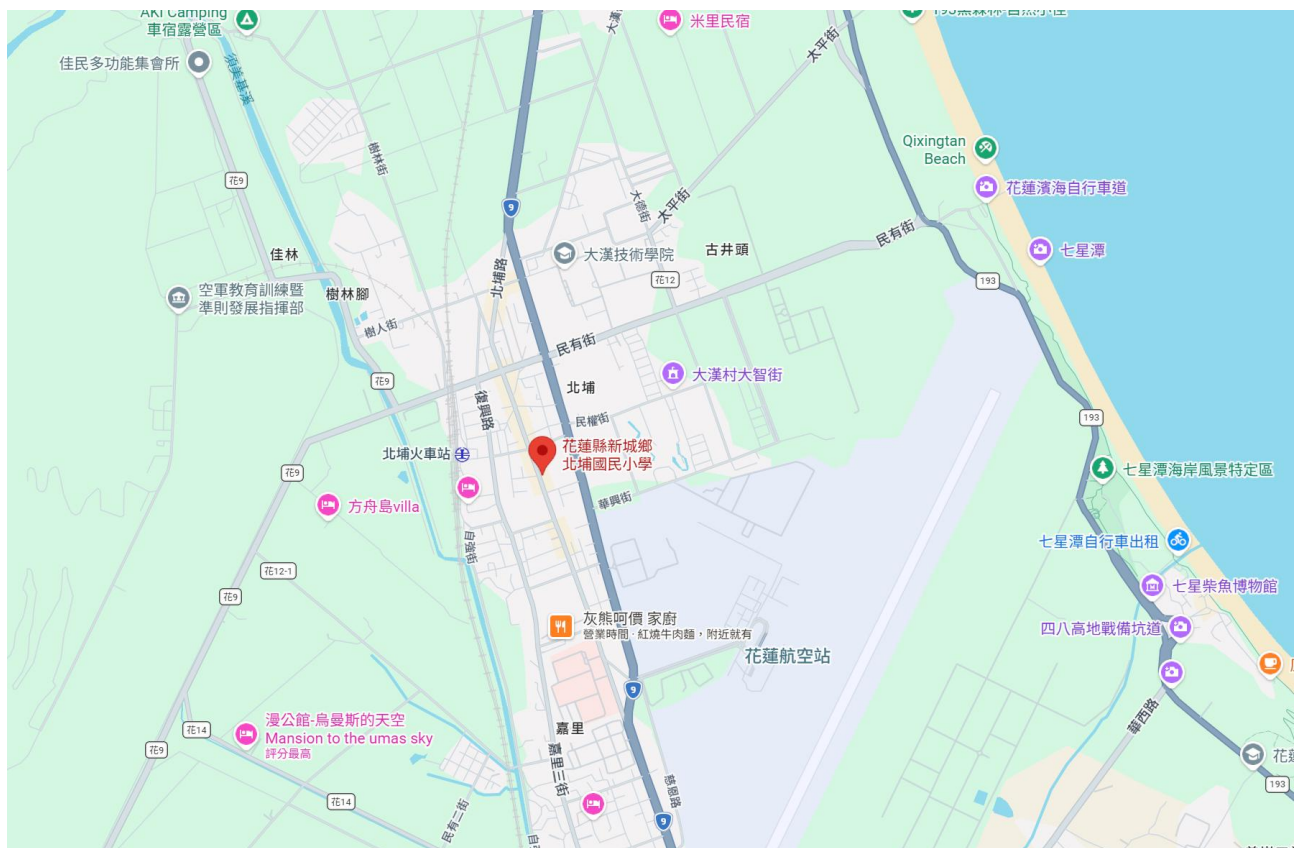 AKI Camping
車宿露營區
佳民多功能集會所
須美基溪
米里民宿
太平街
Qixingtan
Beach
花蓮濱海自行車道
七星潭
樹林街
花9
9
大德街
太平街
民有街
佳林
北埔路
大漢技術學院
古井頭
花12
193
空軍教育訓練暨
準則發展指揮部
樹林腳
樹人街
民有街
花9
北埔
大漢村大智街
復興路
民權街
193
北埔火車站
花蓮縣新城鄉
北埔國民小學
七星潭海岸風景特定區
花9
方舟島villa
華興街
自強街
七星潭自行車出租
花12-1
花9
七星柴魚博物館
灰熊呵價 家廚
營業時間·紅燒牛肉麵，附近就有
四八高地戰備坑道
花蓮航空站
9
漫公館-烏曼斯的天空
Mansion to the umas sky
評分最高
花14
花9
嘉里
華西路
嘉里三街
慈恩路
193
花14
民有二街
9